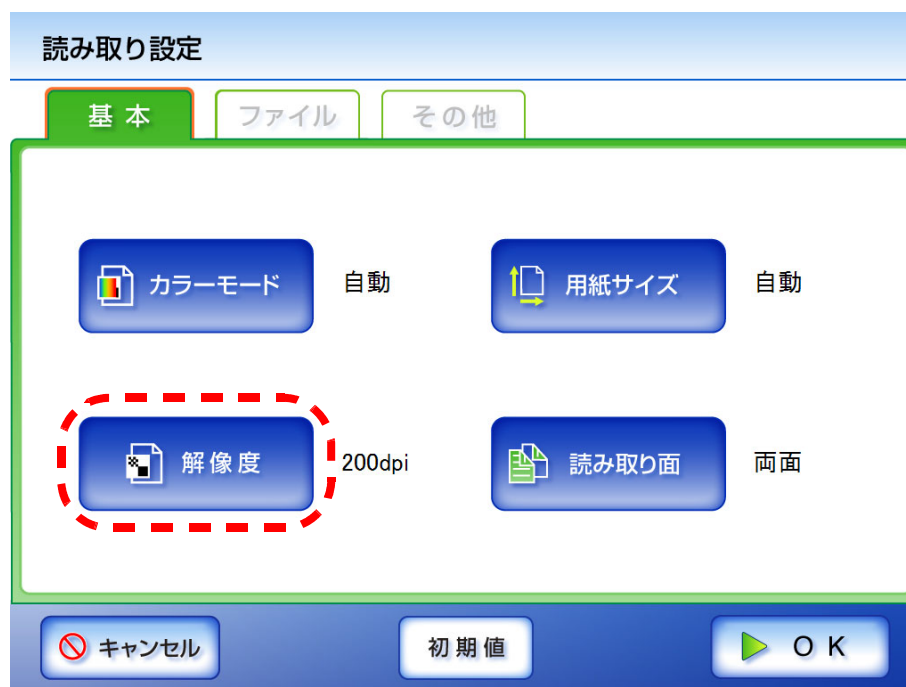 読み取り設定
基本 ファイル その他
カラーモード 自動 用紙サイズ 自動
解像度 200dpi 読み取り面 両面
キャンセル 初期値 OK